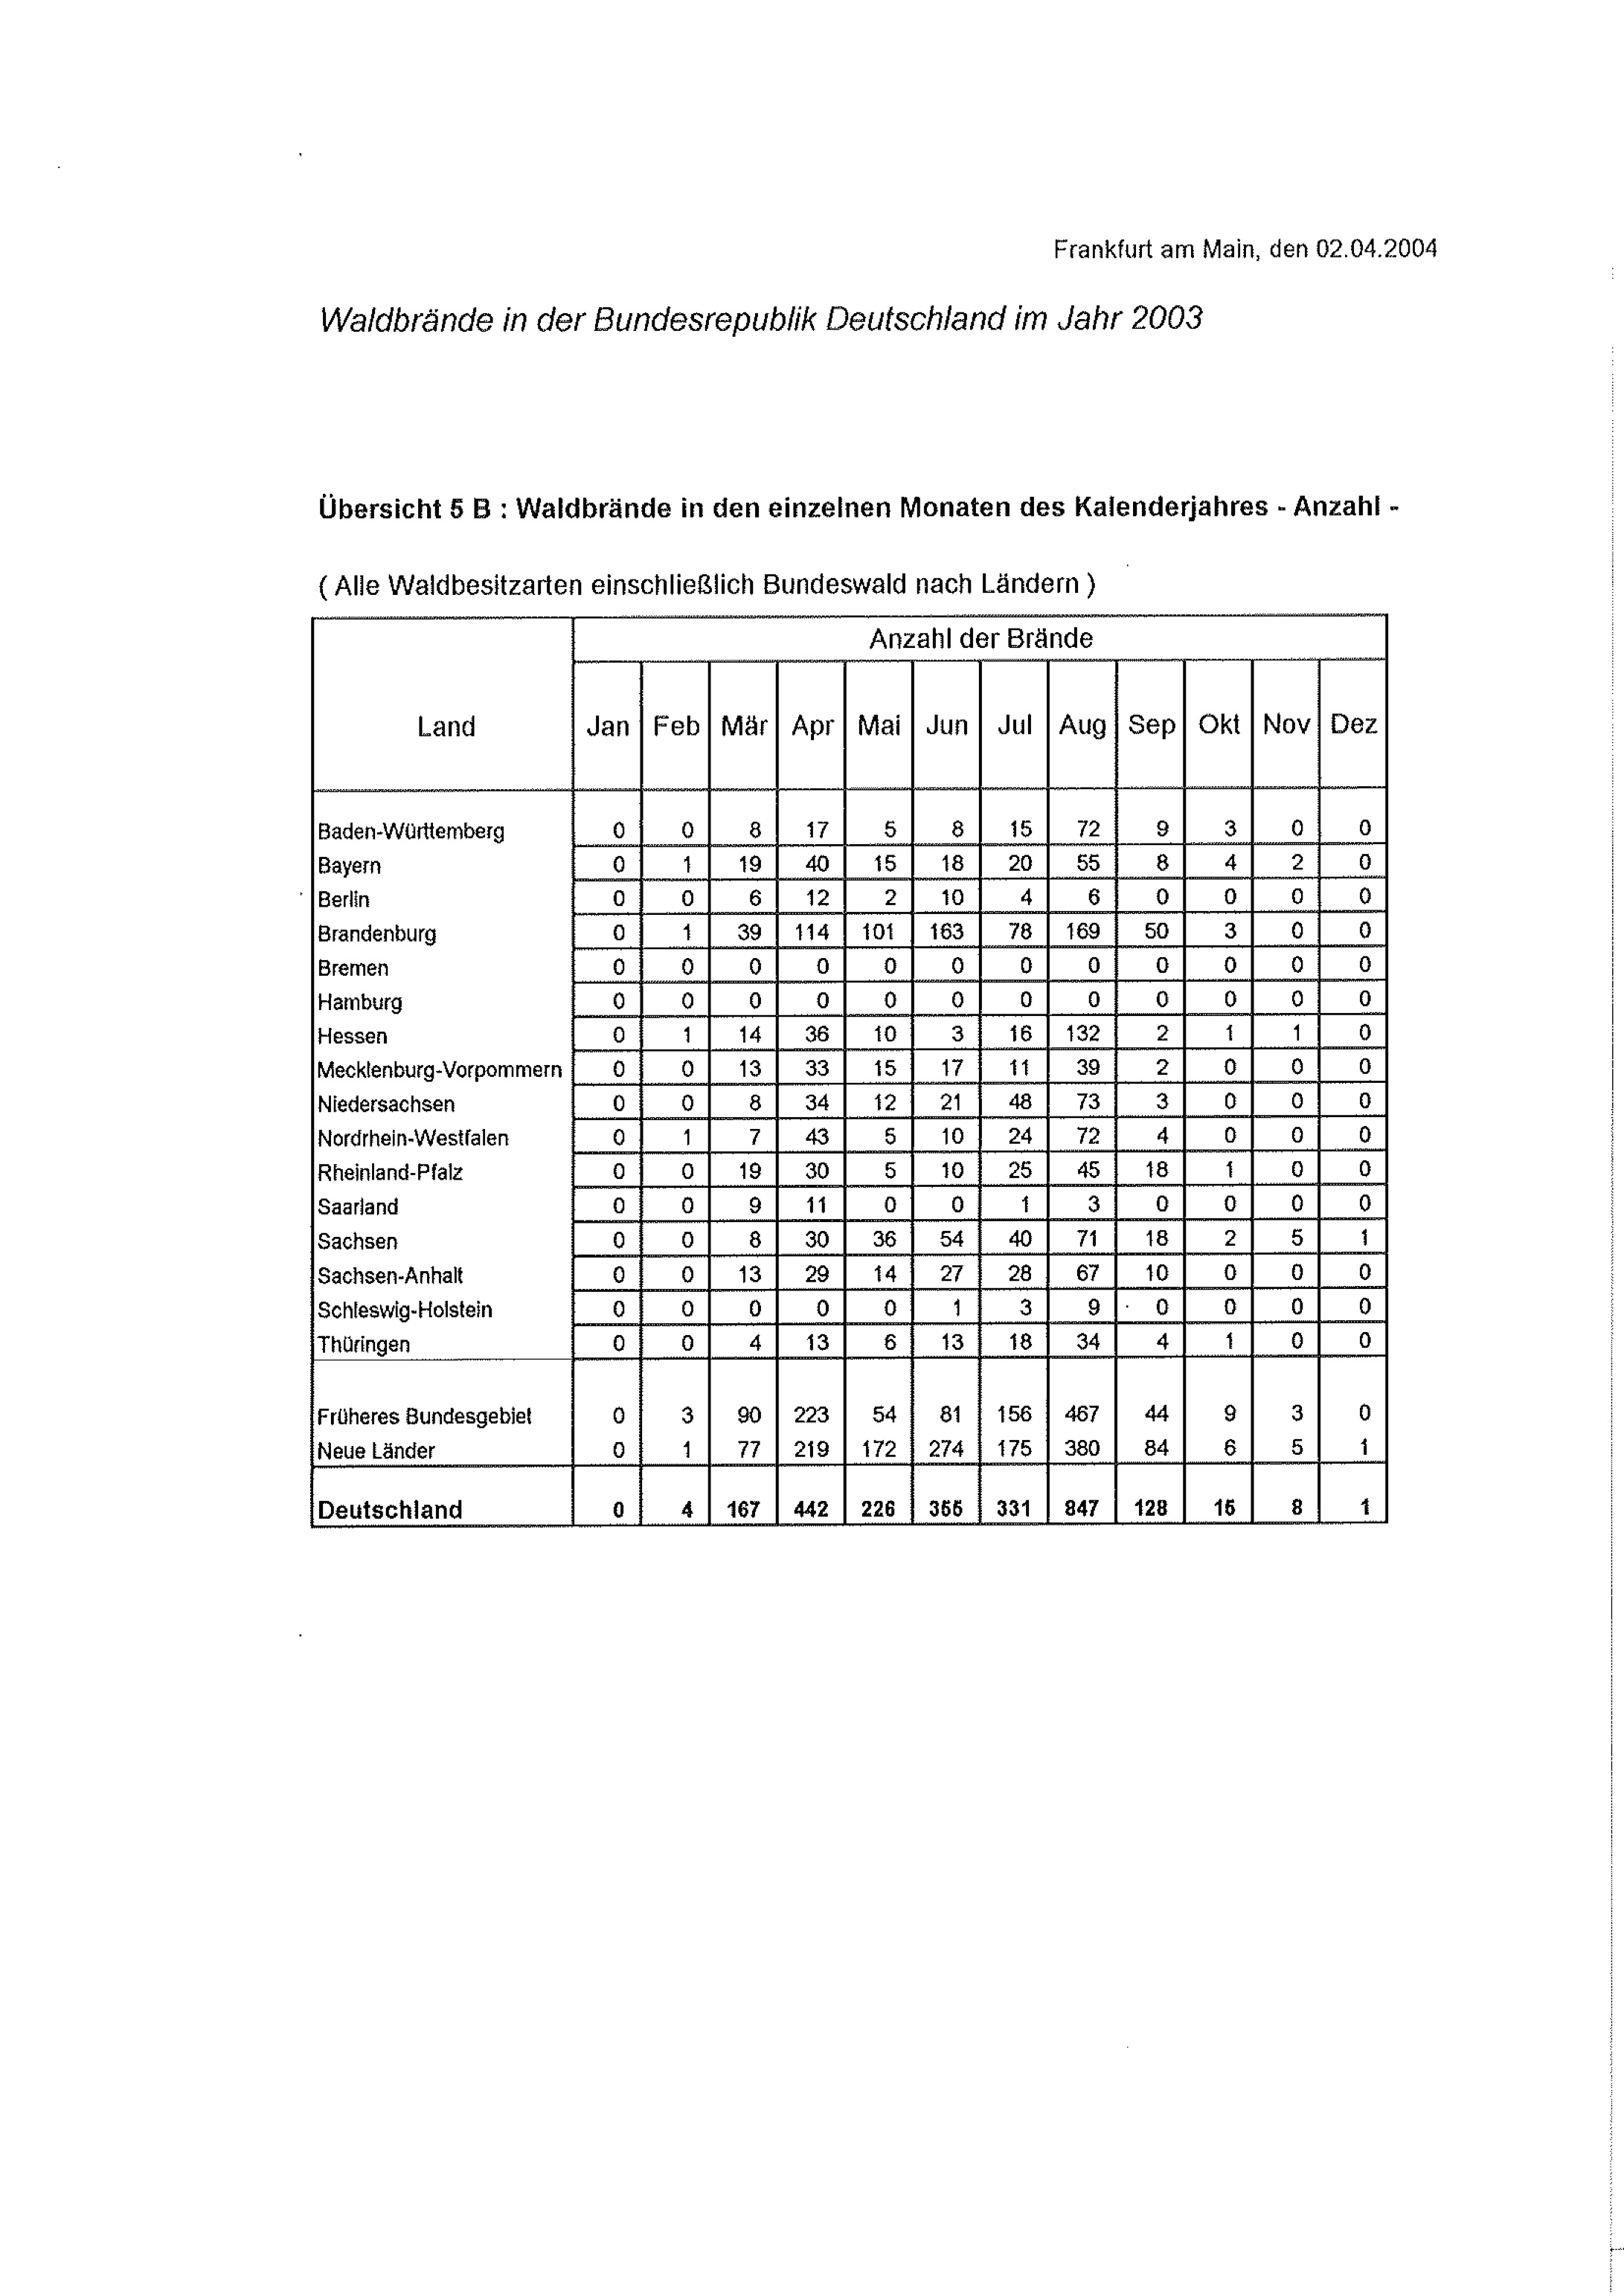 Frankfurt am Main, den 02.04.2004
Waldbrände in der Bundesrepublik Deutschland im Jahr 2003
Übersicht 5 B : Waldbrände in den einzelnen Monaten des Kalenderjahres - Anzahl -
( Alle Waldbesitzarten einschließlich Bundeswald nach Ländern )
Anzahl der Brände
Land Jan Feb Mär Apr Mai Jun Jul Aug Sep Okt Nov Dez
Baden-Württemberg 0 0 8 17 5 8 15 72 9 3 0 0
Bayern 0 1 19 40 15 18 20 55 8 4 2 0
Berlin 0 0 6 12 2 10 4 6 0 0 0 0
Brandenburg 0 1 39 114 101 163 78 169 50 3 0 0
Bremen 0 0 0 0 0 0 0 0 0 0 0 0
Hamburg 0 0 0 0 0 0 0 0 0 0 0 0
Hessen 0 1 14 36 10 3 16 132 2 1 1 0
Mecklenburg-Vorpommern 0 0 13 33 15 17 11 39 2 0 0 0
Niedersachsen 0 0 8 34 12 21 48 73 3 0 0 0
Nordrhein-Westfalen 0 1 7 43 5 10 24 72 4 0 0 0
Rheinland-Pfalz 0 0 19 30 5 10 25 45 18 1 0 0
Saarland 0 0 9 11 0 0 1 3 0 0 0 0
Sachsen 0 0 8 30 36 54 40 71 18 2 5 1
Sachsen-Anhalt 0 0 13 29 14 27 28 67 10 0 0 0
Schleswig-Holstein 0 0 0 0 0 1 3 9 0 0 0 0
Thüringen 0 0 4 13 6 13 18 34 4 1 0 0
Früheres Bundesgebiet 0 3 90 223 54 81 156 467 44 9 3 0
Neue Länder 0 1 77 219 172 274 175 380 84 6 5 1
Deutschland 0 4 167 442 226 355 331 847 128 15 8 1